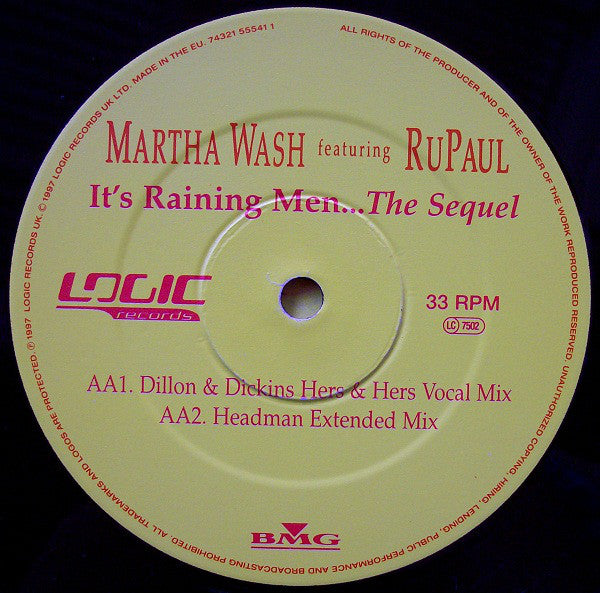 ALL RIGHTS OF THE PRODUCER AND OF THE OWNER OF THE WORK REPRODUCED RESERVED. UNAUTHORIZED COPYING, HIRING, LENDING, PUBLIC PERFORMANCE AND BROADCASTING PROHIBITED. ALL TRADEMARKS AND LOGOS ARE PROTECTED. ℗ 1997 LOGIC RECORDS UK. © 1997 LOGIC RECORDS UK LTD. MADE IN THE EU. 74321 55541 1
MARTHA WASH featuring RUPAUL
It's Raining Men...The Sequel
LOGIC
records
33 RPM
LC 7502
AA1. Dillon & Dickins Hers & Hers Vocal Mix
AA2. Headman Extended Mix
BMG